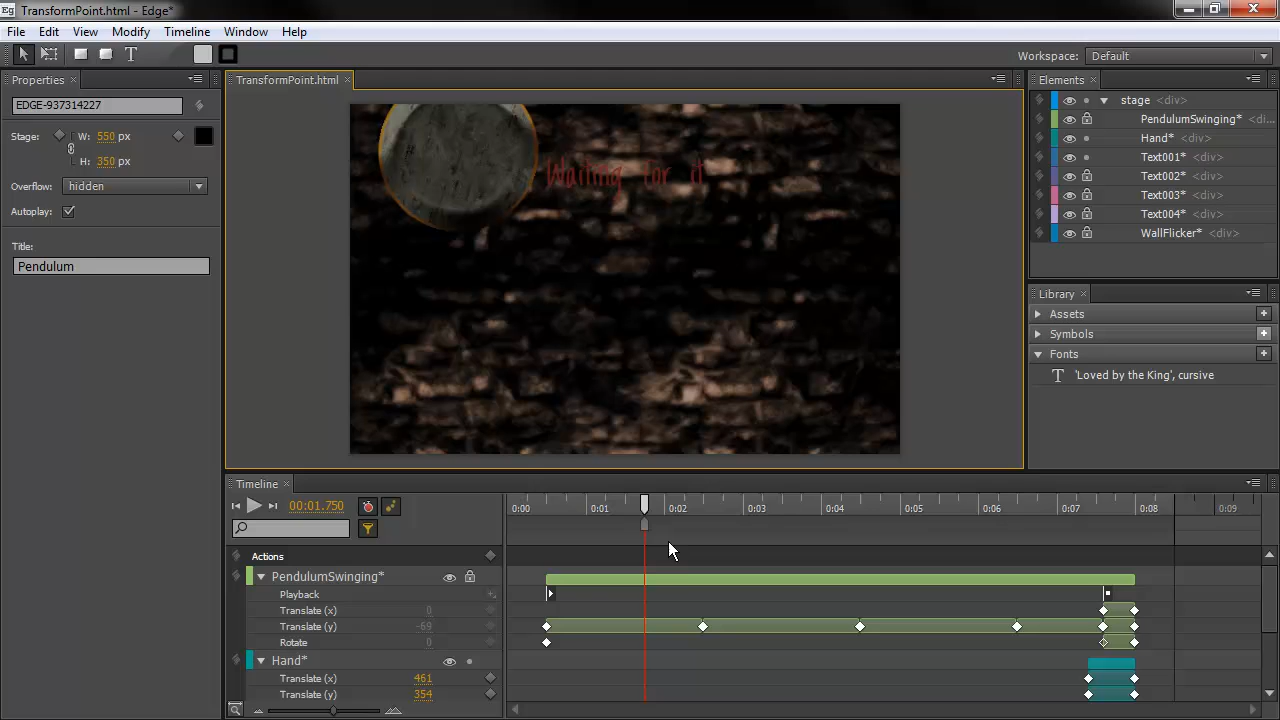 Eg TransformPoint.html - Edge*
File Edit View Modify Timeline Window Help
T Workspace: Default
Properties
EDGE-937314227
Stage: W: 550 px
H: 350 px
Overflow: hidden
Autoplay:
Title:
Pendulum
TransformPoint.html
Waiting for it
Elements
stage <div>
PendulumSwinging* <di...
Hand* <div>
Text001* <div>
Text002* <div>
Text003* <div>
Text004* <div>
WallFlicker* <div>
Library
Assets
Symbols
Fonts
T 'Loved by the King', cursive
Timeline
00:01.750
0:00 0:01 0:02 0:03 0:04 0:05 0:06 0:07 0:08 0:09
Actions
PendulumSwinging*
Playback
Translate (x) 0
Translate (y) -69
Rotate 0
Hand*
Translate (x) 461
Translate (y) 354